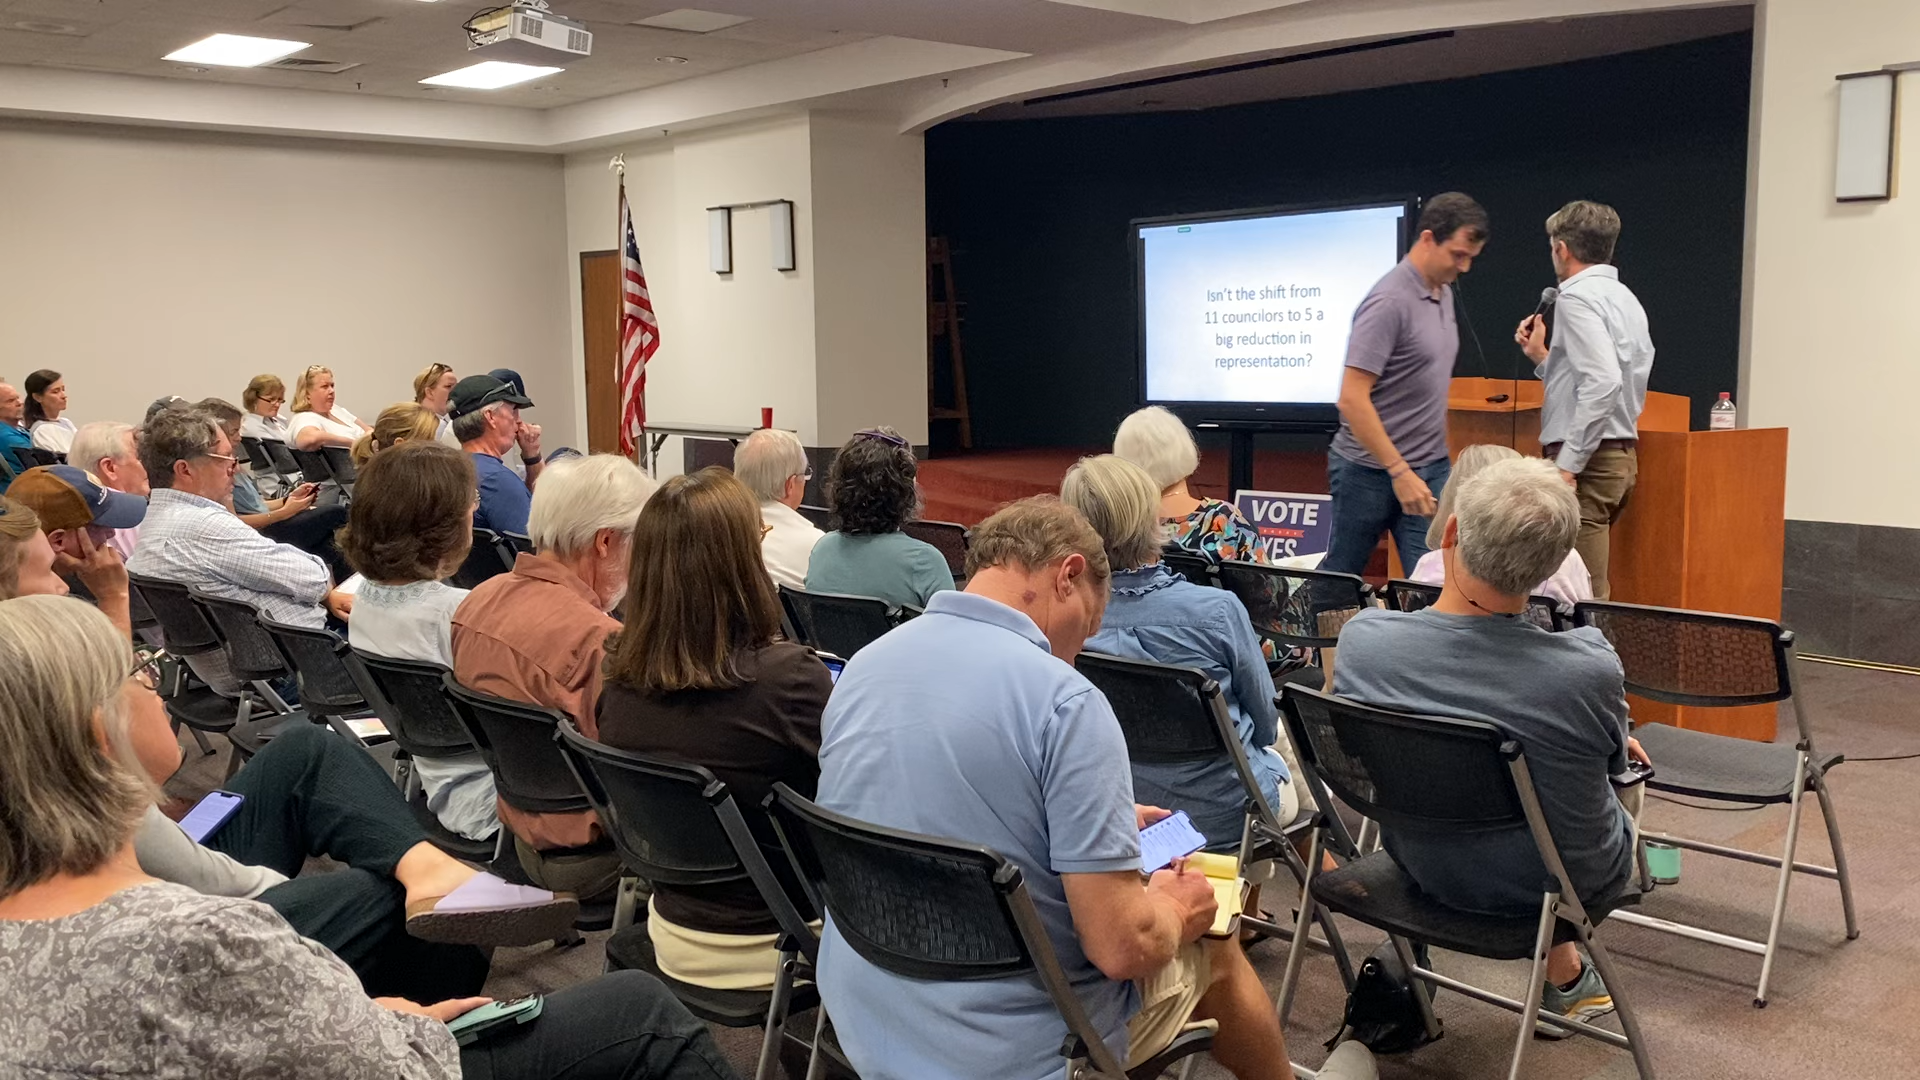 Isn't the shift from
11 councilors to 5 a
big reduction in
representation?
VOTE
YES